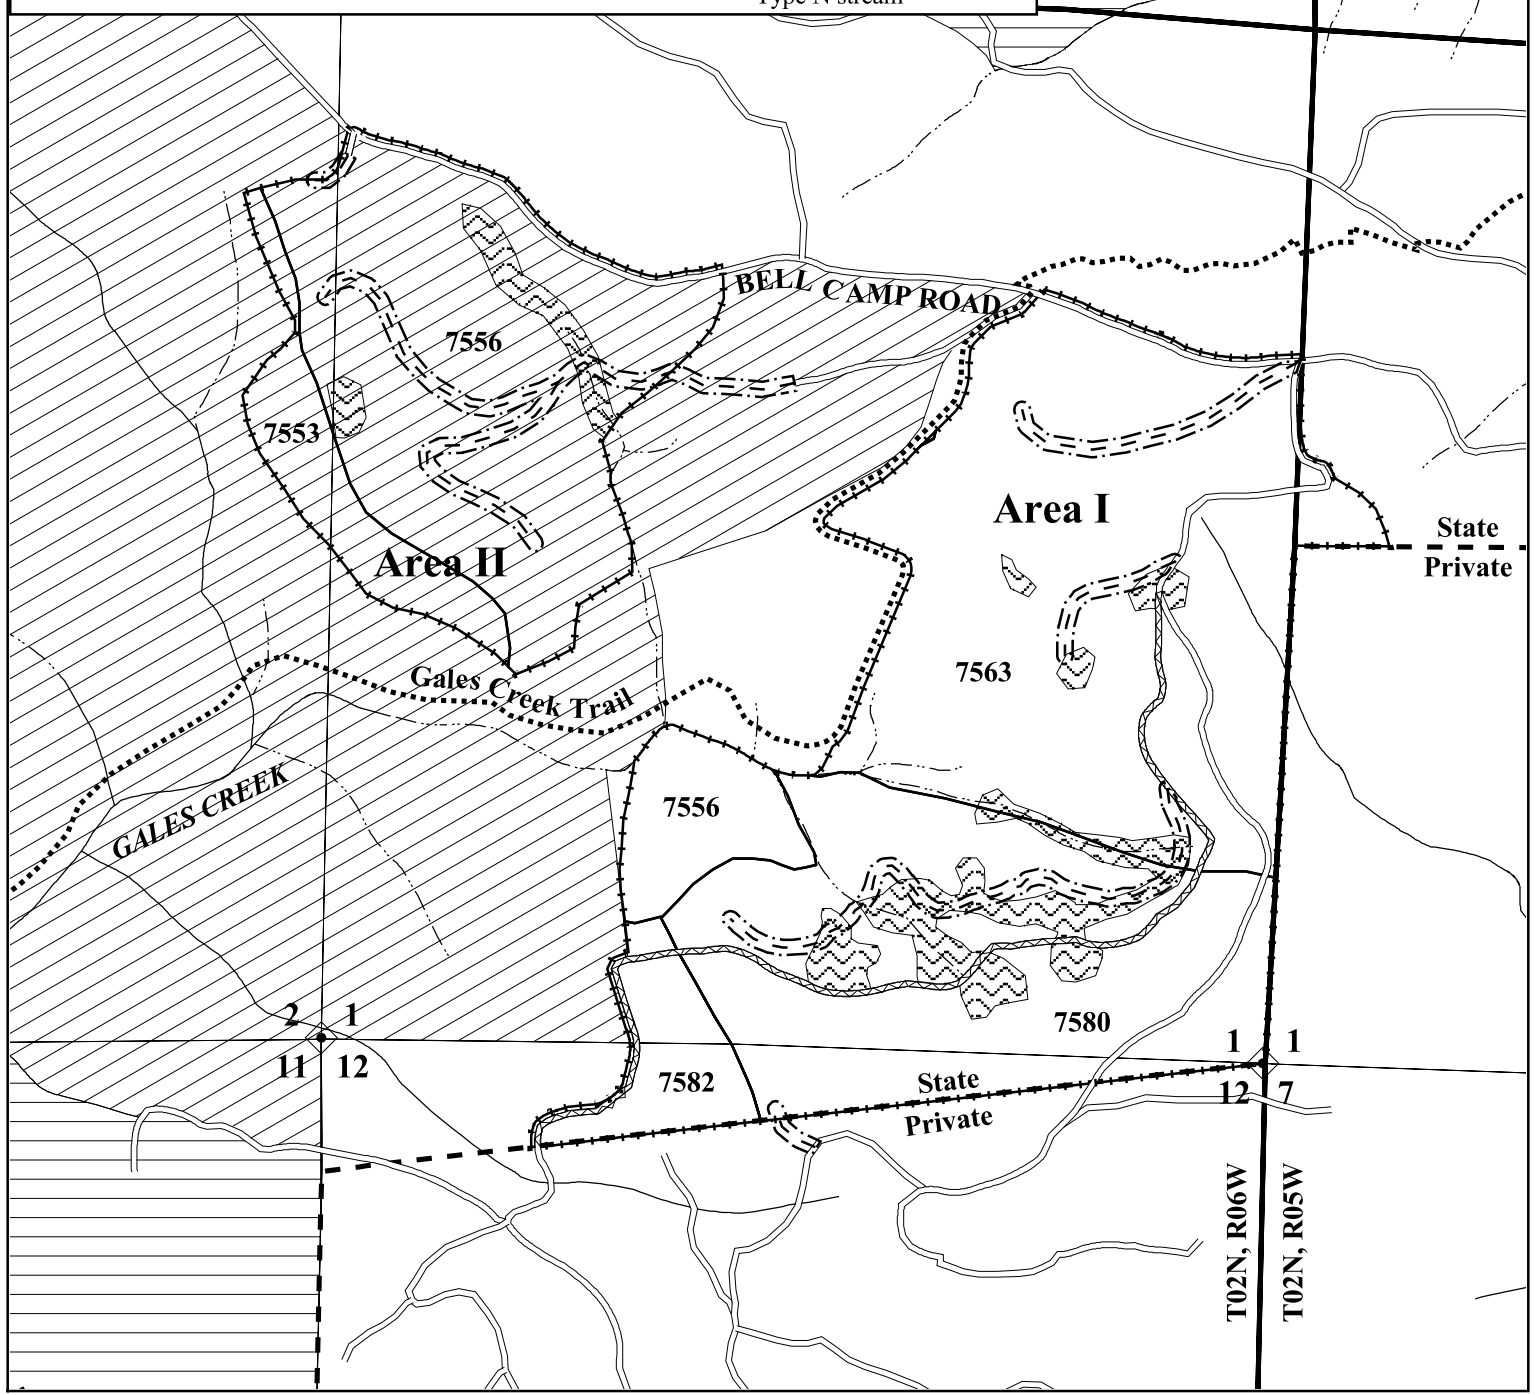 Type N stream
BELL CAMP ROAD
7556
7553
Area I
State
Private
Area II
7563
Gales Creek Trail
7556
GALES CREEK
2 1
11 12
7580
1 1
12 7
7582
State
Private
T02N, R06W
T02N, R05W